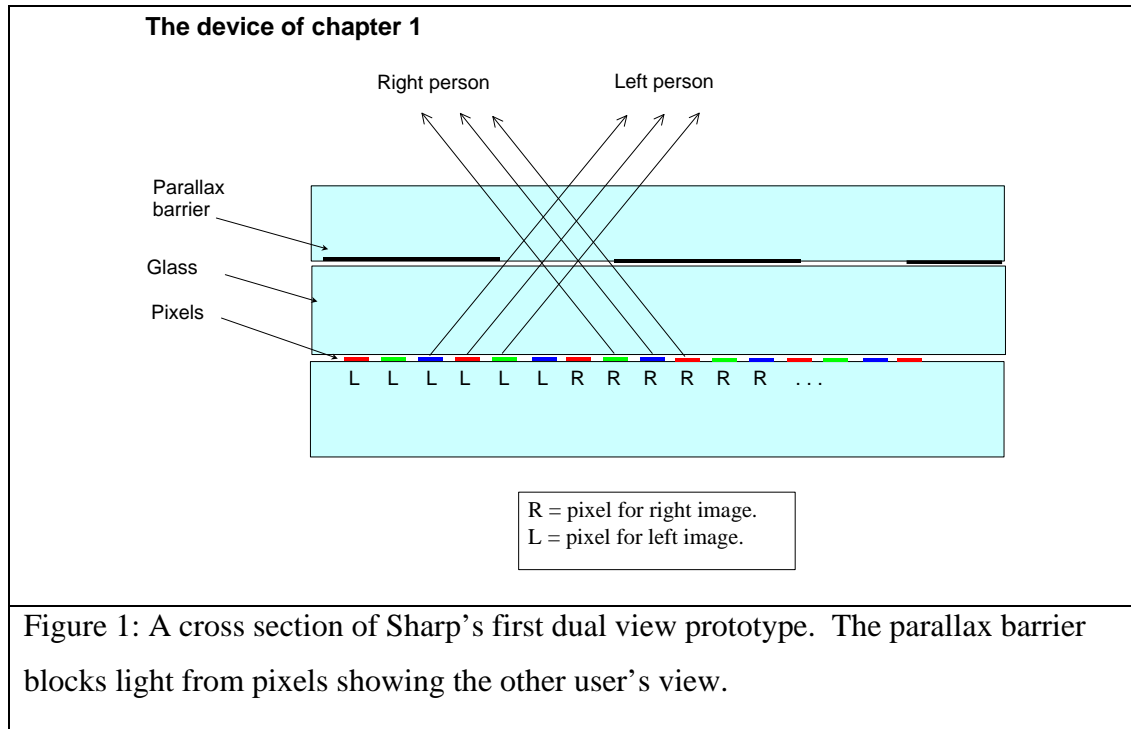 The device of chapter 1
Right person
Left person
Parallax
barrier
Glass
Pixels
L L L L L L R R R R R R . . .
R = pixel for right image.
L = pixel for left image.
Figure 1: A cross section of Sharp’s first dual view prototype.  The parallax barrier
blocks light from pixels showing the other user’s view.